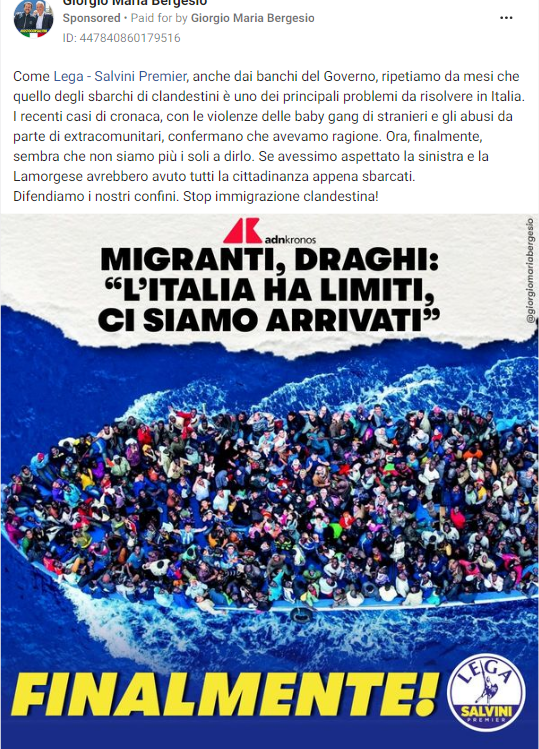 Giorgio Maria Bergesio
Sponsored • Paid for by Giorgio Maria Bergesio
ID: 447840860179516
Come Lega - Salvini Premier, anche dai banchi del Governo, ripetiamo da mesi che
quello degli sbarchi di clandestini è uno dei principali problemi da risolvere in Italia.
I recenti casi di cronaca, con le violenze delle baby gang di stranieri e gli abusi da
parte di extracomunitari, confermano che avevamo ragione. Ora, finalmente,
sembra che non siamo più i soli a dirlo. Se avessimo aspettato la sinistra e la
Lamorgese avrebbero avuto tutti la cittadinanza appena sbarcati.
Difendiamo i nostri confini. Stop immigrazione clandestina!
adnkronos
@giorgiomariabergesio
MIGRANTI, DRAGHI:
“L’ITALIA HA LIMITI,
CI SIAMO ARRIVATI”
FINALMENTE!
LEGA
SALVINI
PREMIER